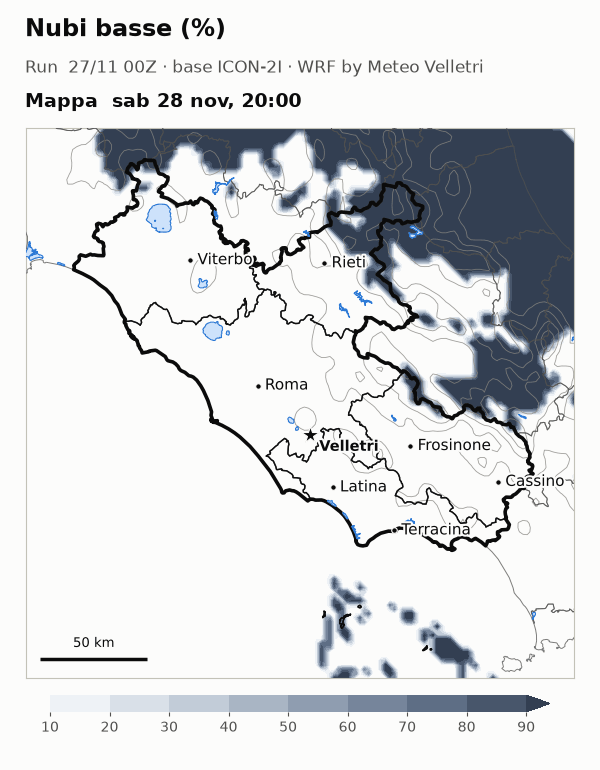 Nubi basse (%)
Run  27/11 00Z · base ICON-2I · WRF by Meteo Velletri
Mappa  sab 28 nov, 20:00
Viterbo
Rieti
Roma
Velletri
Frosinone
Latina
Cassino
Terracina
50 km
10 20 30 40 50 60 70 80 90